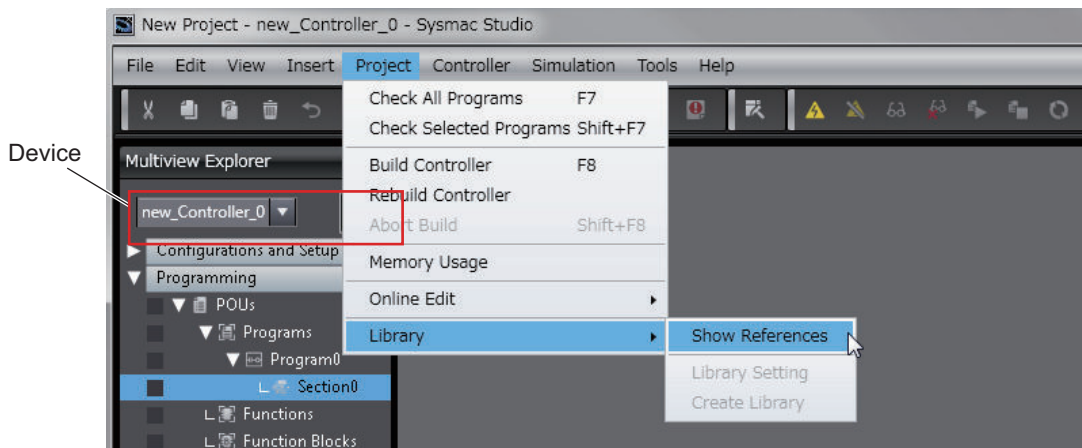 New Project - new_Controller_0 - Sysmac Studio
File Edit View Insert Project Controller Simulation Tools Help
Check All Programs F7
Check Selected Programs Shift+F7
Build Controller F8
Rebuild Controller
Abort Build Shift+F8
Memory Usage
Online Edit
Library
Show References
Library Setting
Create Library
Device
Multiview Explorer
new_Controller_0
Configurations and Setup
Programming
POUs
Programs
Program0
Section0
Functions
Function Blocks